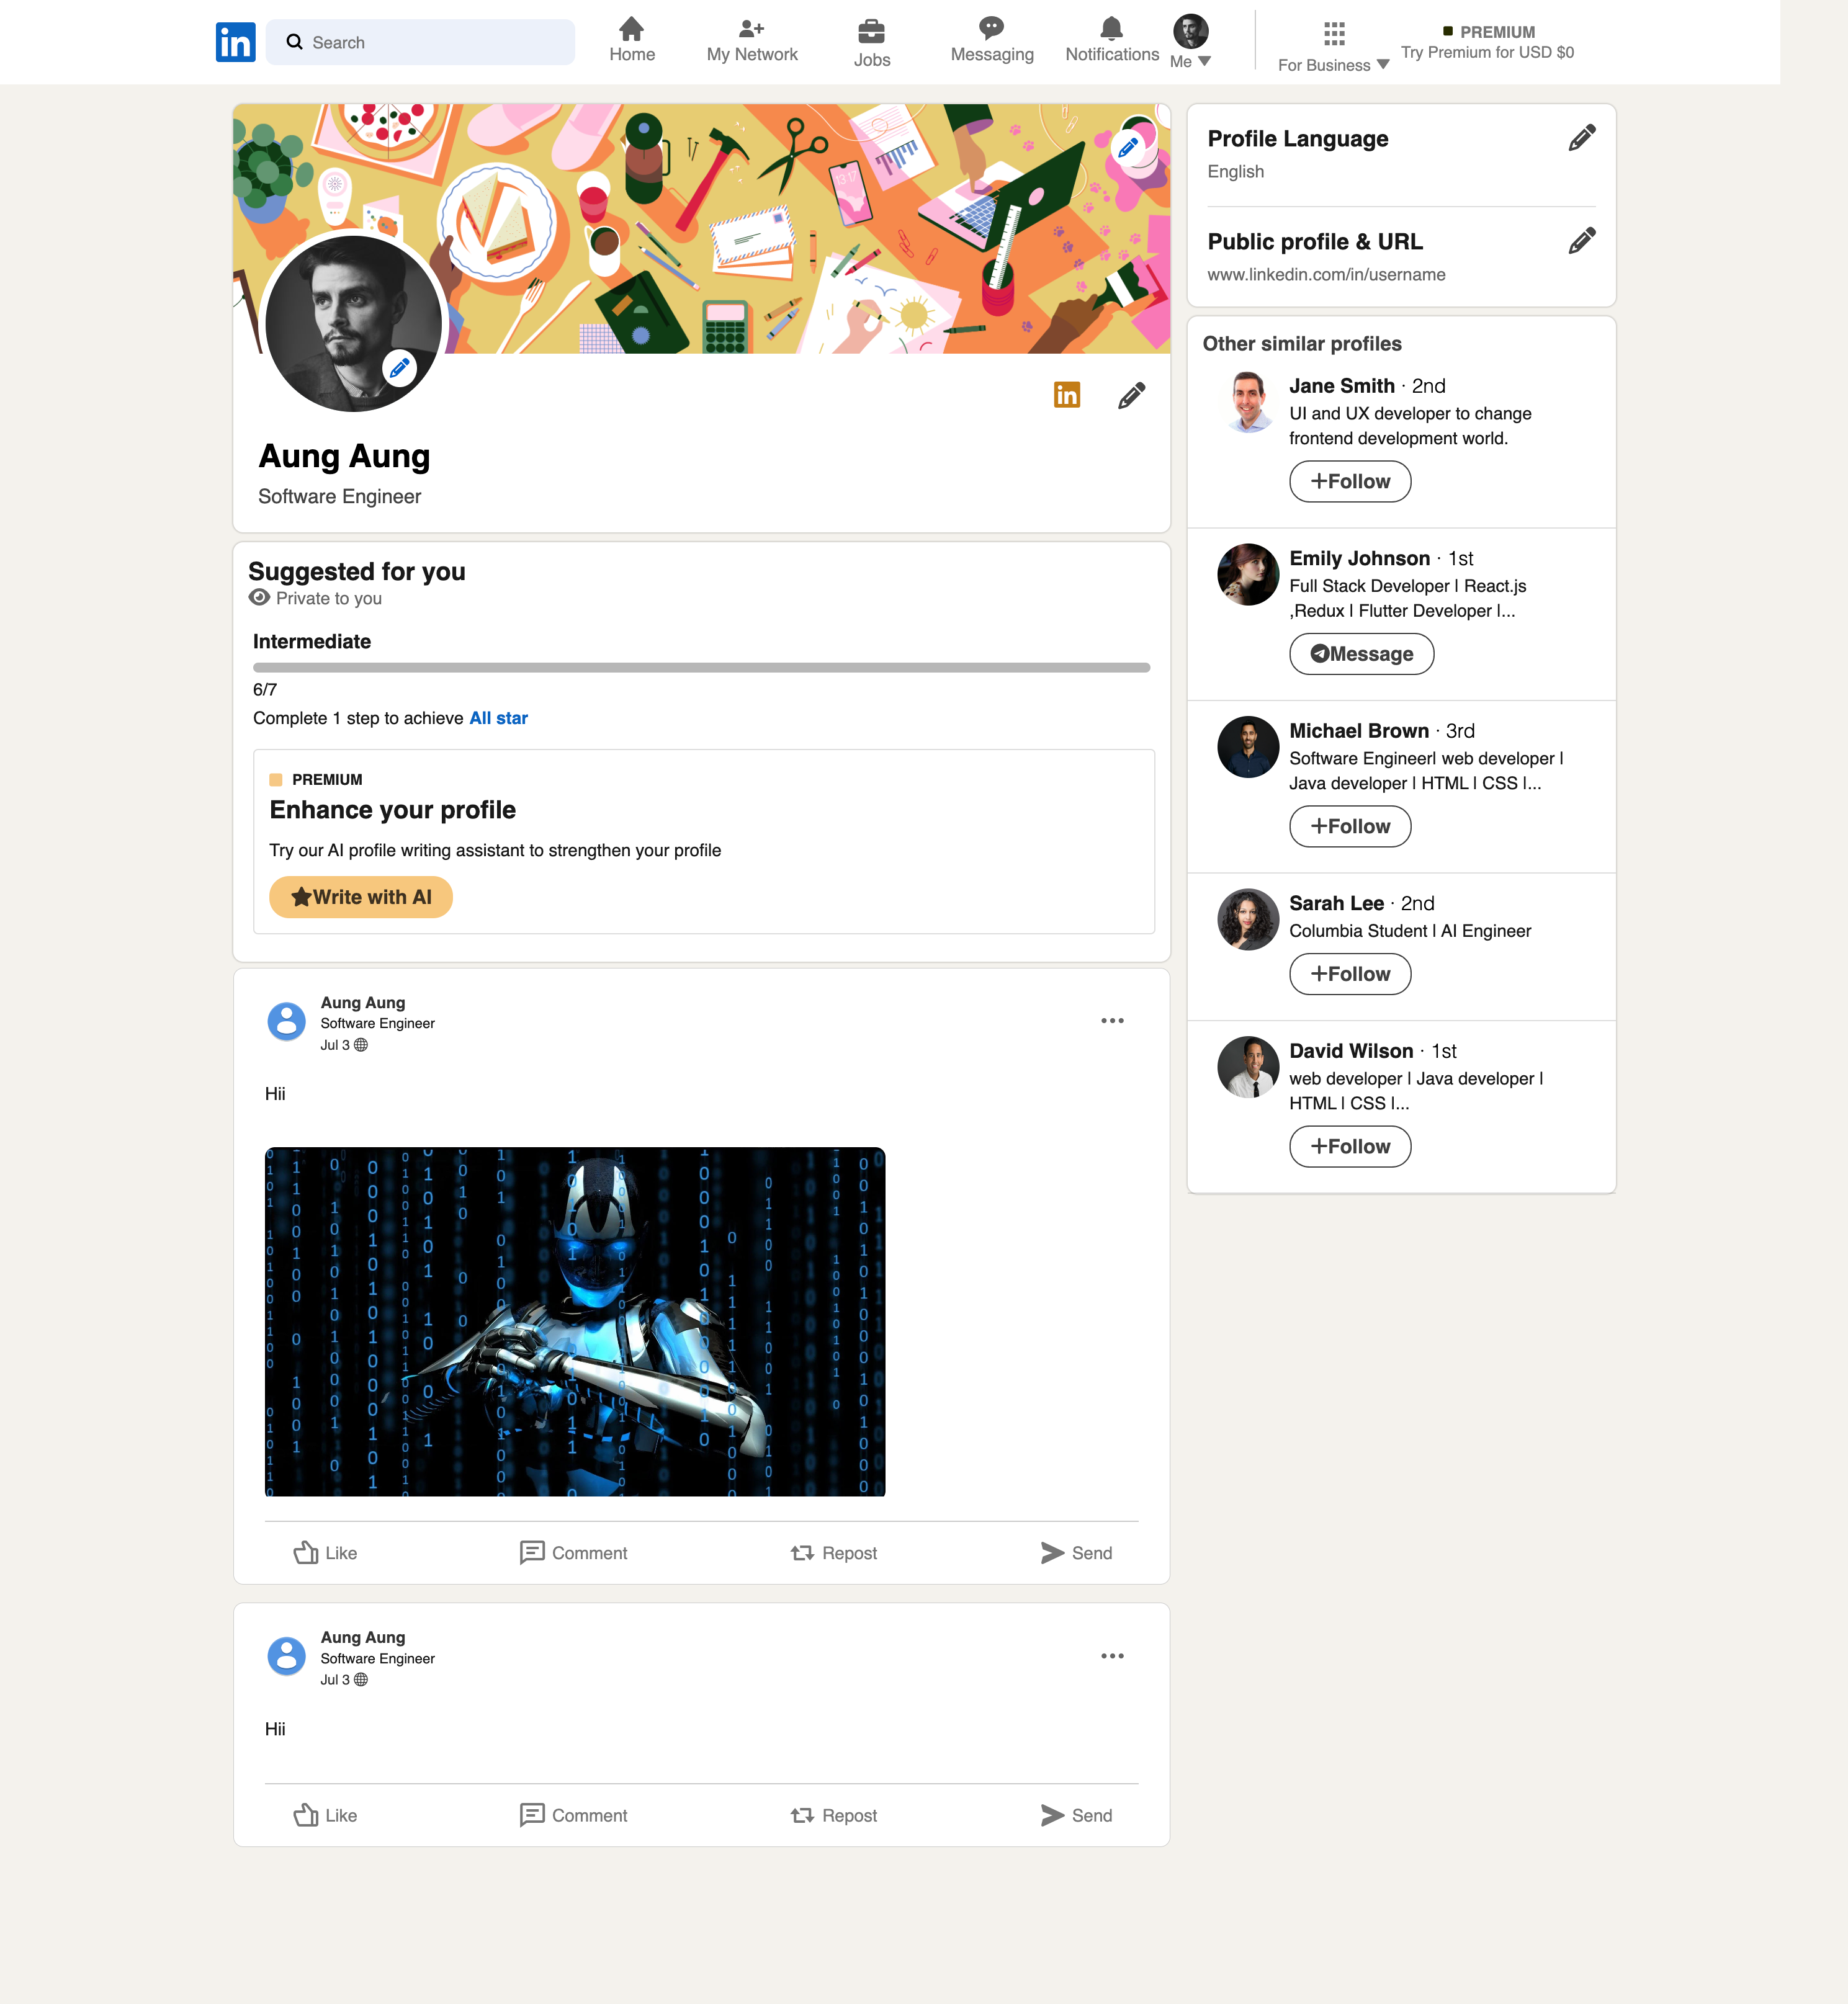 in
Search
Home
My Network
Jobs
Messaging
Notifications
Me
For Business
PREMIUM
Try Premium for USD $0
13 17
in
Aung Aung
Software Engineer
Suggested for you
Private to you
Intermediate
6/7
Complete 1 step to achieve All star
PREMIUM
Enhance your profile
Try our AI profile writing assistant to strengthen your profile
Write with AI
Aung Aung
Software Engineer
Jul 3
Hii
Like
Comment
Repost
Send
Aung Aung
Software Engineer
Jul 3
Hii
Like
Comment
Repost
Send
Profile Language
English
Public profile & URL
www.linkedin.com/in/username
Other similar profiles
Jane Smith · 2nd
UI and UX developer to change
frontend development world.
+Follow
Emily Johnson · 1st
Full Stack Developer | React.js
,Redux | Flutter Developer |...
Message
Michael Brown · 3rd
Software Engineer| web developer |
Java developer | HTML | CSS |...
+Follow
Sarah Lee · 2nd
Columbia Student | AI Engineer
+Follow
David Wilson · 1st
web developer | Java developer |
HTML | CSS |...
+Follow